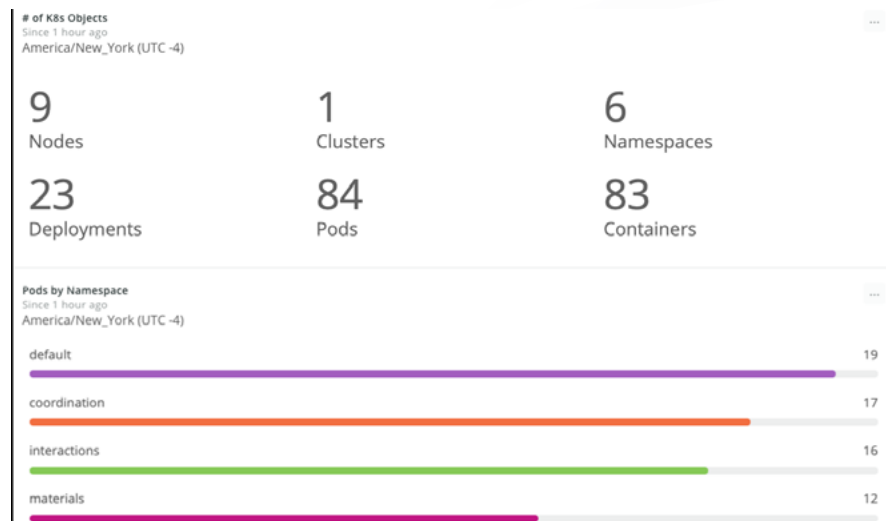 # of K8s Objects
Since 1 hour ago
America/New_York (UTC -4)
...
9
Nodes
1
Clusters
6
Namespaces
23
Deployments
84
Pods
83
Containers
Pods by Namespace
Since 1 hour ago
America/New_York (UTC -4)
...
default 19
coordination 17
interactions 16
materials 12